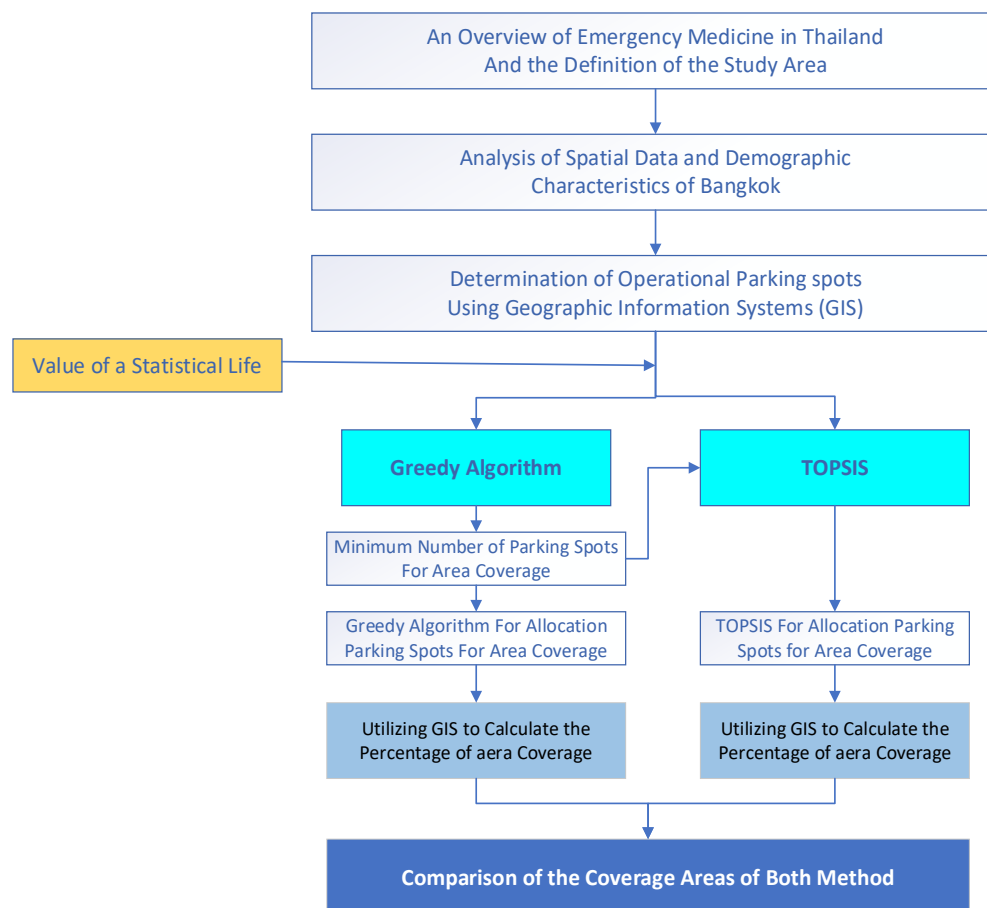 An Overview of Emergency Medicine in Thailand
And the Definition of the Study Area
Analysis of Spatial Data and Demographic
Characteristics of Bangkok
Determination of Operational Parking spots
Using Geographic Information Systems (GIS)
Value of a Statistical Life
Greedy Algorithm
TOPSIS
Minimum Number of Parking Spots
For Area Coverage
Greedy Algorithm For Allocation
Parking Spots For Area Coverage
TOPSIS For Allocation Parking
Spots for Area Coverage
Utilizing GIS to Calculate the
Percentage of aera Coverage
Utilizing GIS to Calculate the
Percentage of aera Coverage
Comparison of the Coverage Areas of Both Method